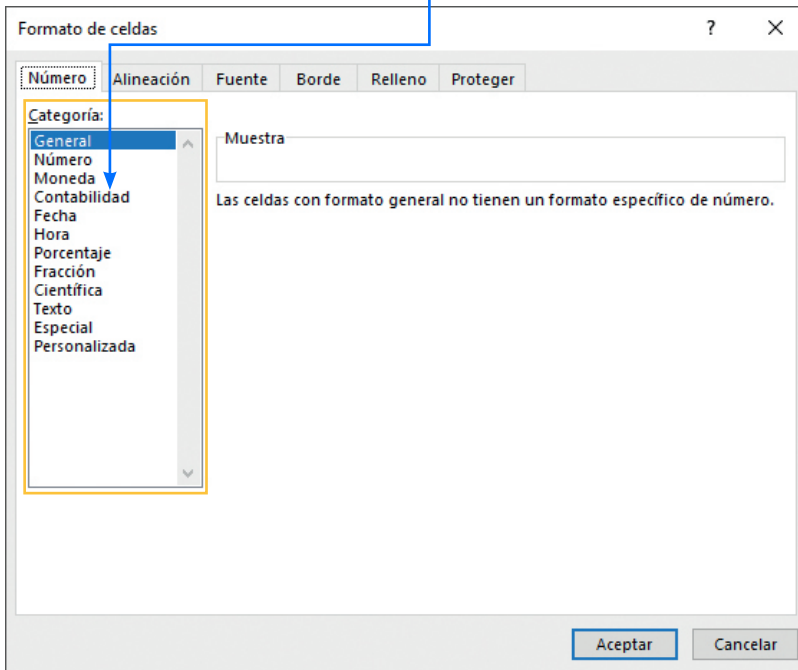 Formato de celdas ? ×
Número Alineación Fuente Borde Relleno Proteger
Categoría:
General
Número
Moneda
Contabilidad
Fecha
Hora
Porcentaje
Fracción
Científica
Texto
Especial
Personalizada
Muestra
Las celdas con formato general no tienen un formato específico de número.
Aceptar Cancelar